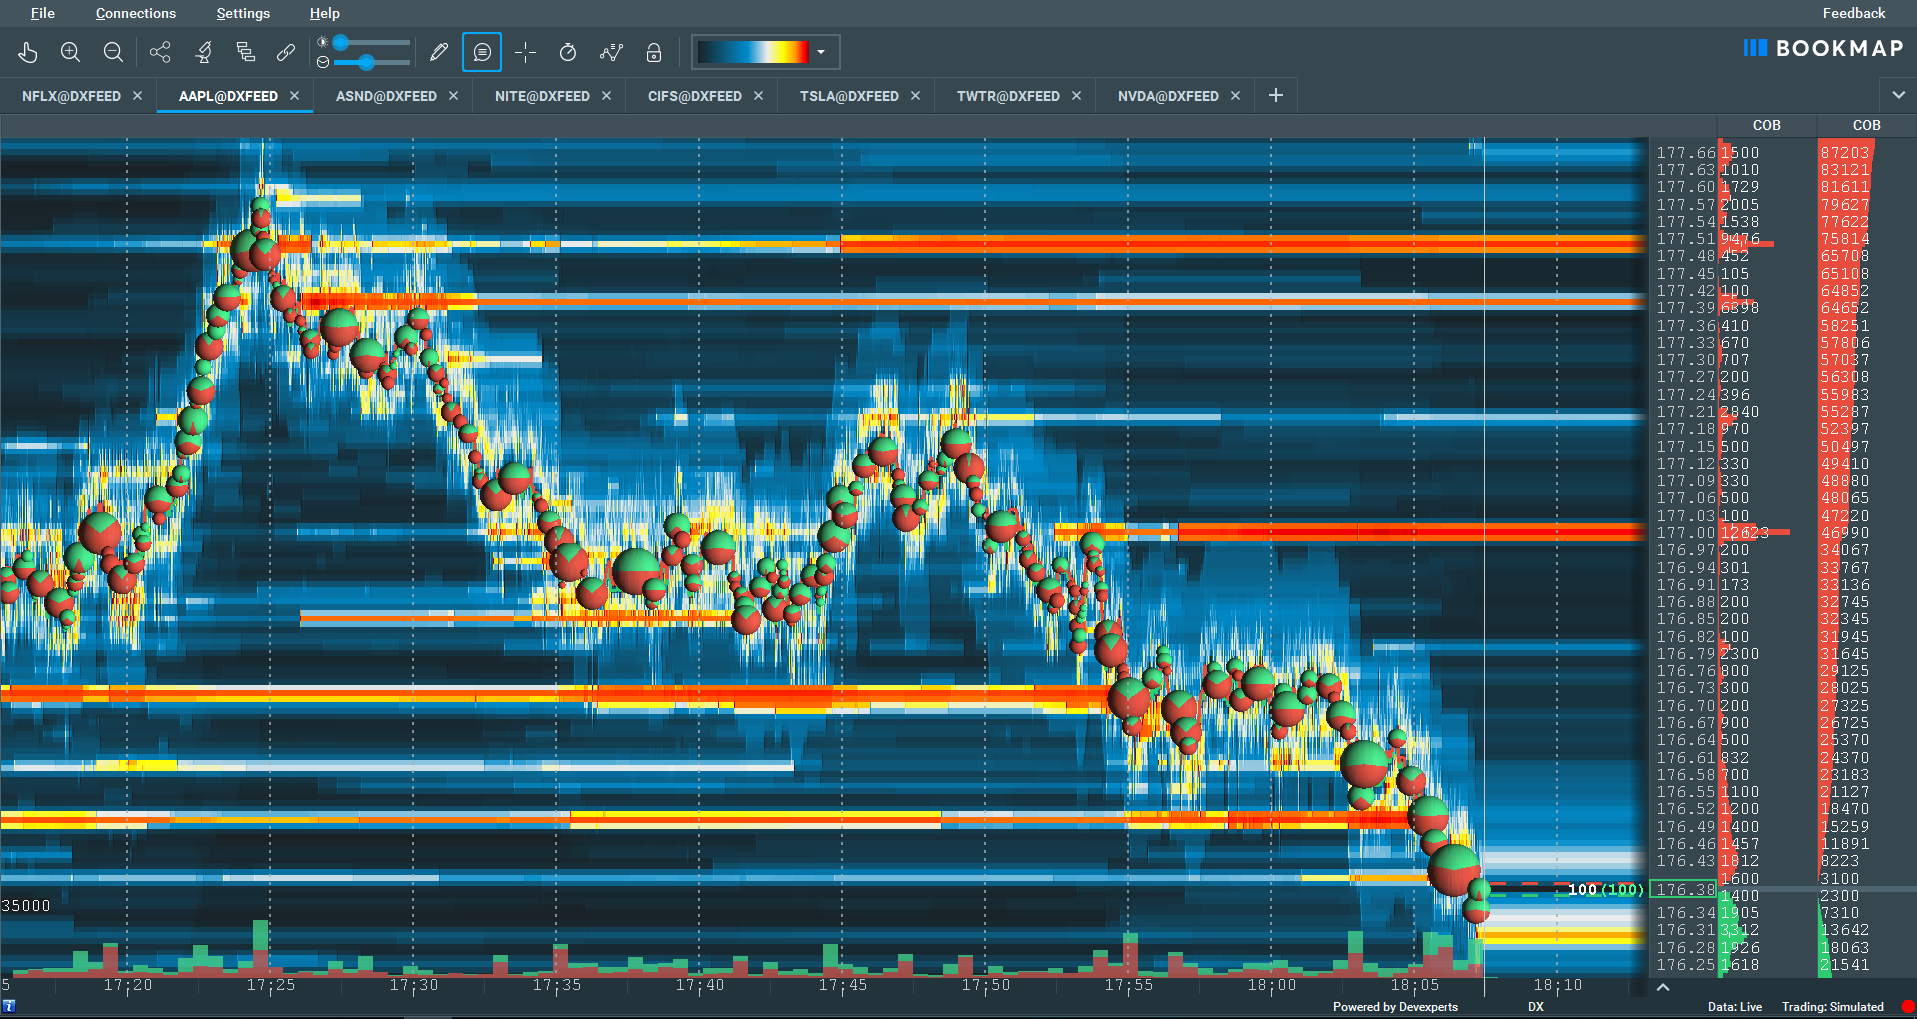 File Connections Settings Help Feedback
BOOKMAP
NFLX@DXFEED AAPL@DXFEED ASND@DXFEED NITE@DXFEED CIFS@DXFEED TSLA@DXFEED TWTR@DXFEED NVDA@DXFEED
COB COB
177.66 1500 87203
177.63 1010 83121
177.60 1729 81611
177.57 2005 79627
177.54 1538 77622
177.51 9476 75814
177.48 452 65708
177.45 105 65108
177.42 100 64852
177.39 6398 64652
177.36 410 58251
177.33 670 57806
177.30 707 57037
177.27 200 56308
177.24 396 55983
177.21 2840 55287
177.18 970 52397
177.15 500 50497
177.12 330 49410
177.09 330 48880
177.06 500 48065
177.03 100 47220
177.00 12623 46990
176.97 200 34067
176.94 301 33767
176.91 173 33136
176.88 200 32745
176.85 200 32345
176.82 100 31945
176.79 2300 31645
176.76 800 29125
176.73 300 28025
176.70 200 27325
176.67 900 26725
176.64 500 25370
176.61 832 24370
176.58 700 23183
176.55 1100 21127
176.52 1200 18470
176.49 1400 15259
176.46 1457 11891
176.43 1812 8223
1600 3100
100 (100) 176.38
1400 2300
35000
176.34 1905 7310
176.31 3312 13642
176.28 1926 18063
176.25 1618 21541
5 17:20 17:25 17:30 17:35 17:40 17:45 17:50 17:55 18:00 18:05 18:10
Powered by Devexperts DX Data: Live Trading: Simulated